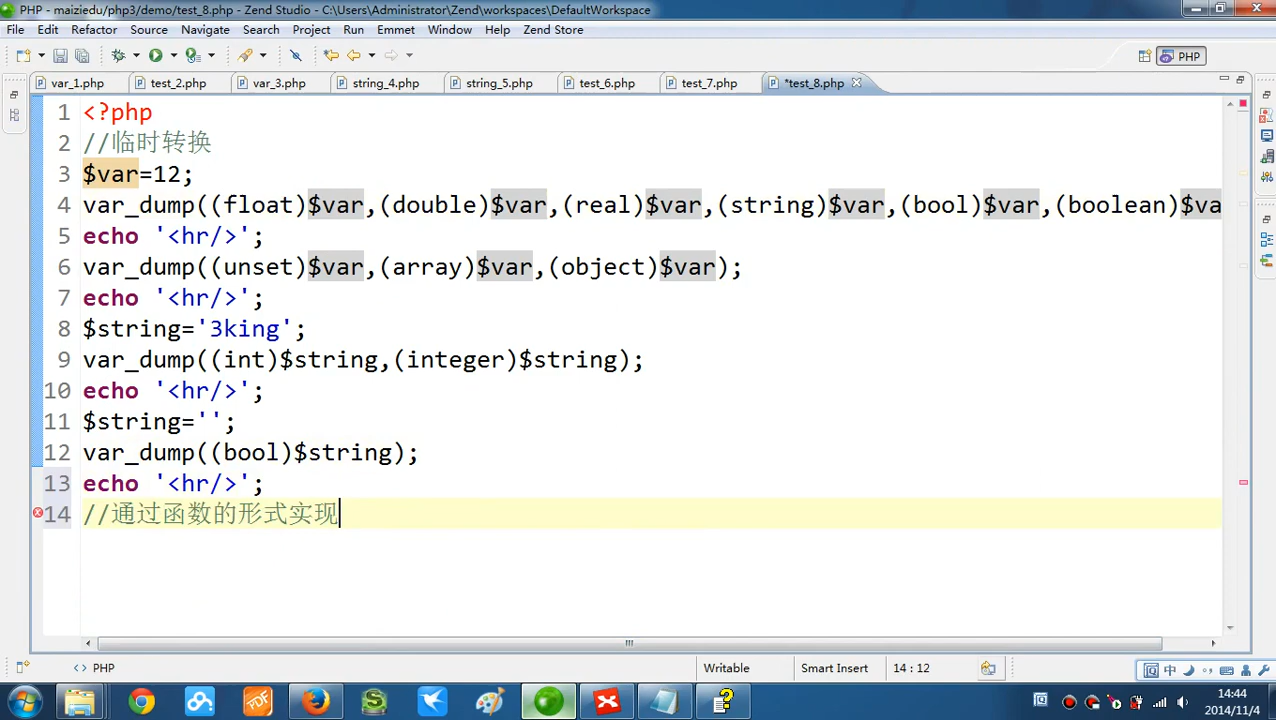 PHP - maiziedu/php3/demo/test_8.php - Zend Studio - C:\Users\Administrator\Zend\workspaces\DefaultWorkspace
File Edit Refactor Source Navigate Search Project Run Emmet Window Help Zend Store
PHP
var_1.php test_2.php var_3.php string_4.php string_5.php test_6.php test_7.php *test_8.php
1 <?php
2 //临时转换
3 $var=12;
4 var_dump((float)$var,(double)$var,(real)$var,(string)$var,(bool)$var,(boolean)$va
5 echo '<hr/>';
6 var_dump((unset)$var,(array)$var,(object)$var);
7 echo '<hr/>';
8 $string='3king';
9 var_dump((int)$string,(integer)$string);
10 echo '<hr/>';
11 $string='';
12 var_dump((bool)$string);
13 echo '<hr/>';
14 //通过函数的形式实现
PHP Writable Smart Insert 14 : 12 中
PDF 14:44
2014/11/4